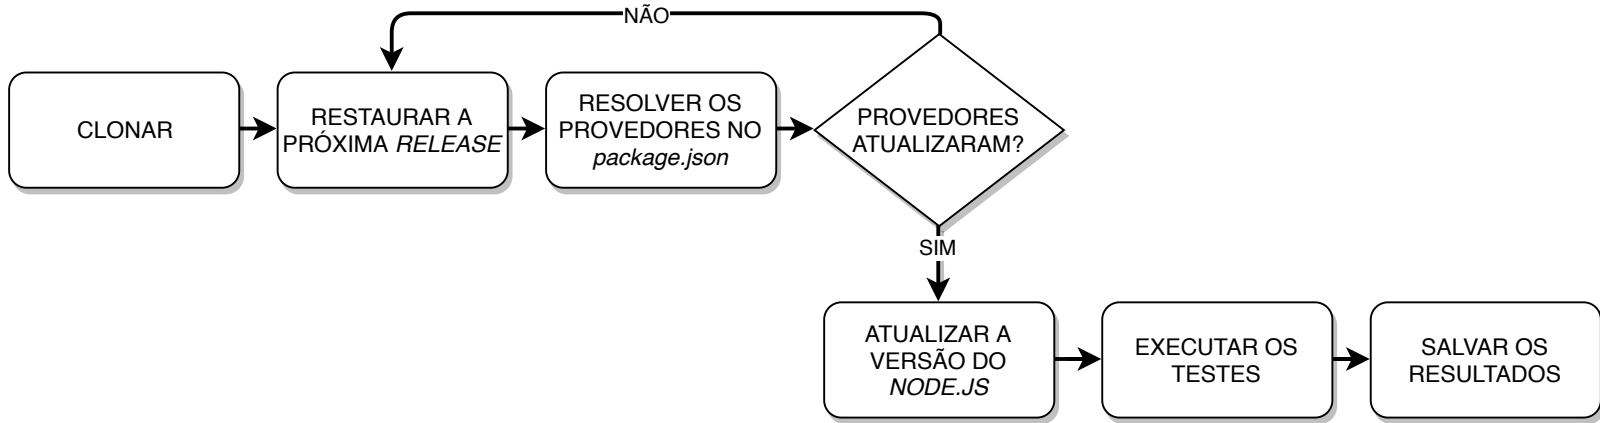 NÃO
CLONAR
RESTAURAR A
PRÓXIMA RELEASE
RESOLVER OS
PROVEDORES NO
package.json
PROVEDORES
ATUALIZARAM?
SIM
ATUALIZAR A
VERSÃO DO
NODE.JS
EXECUTAR OS
TESTES
SALVAR OS
RESULTADOS